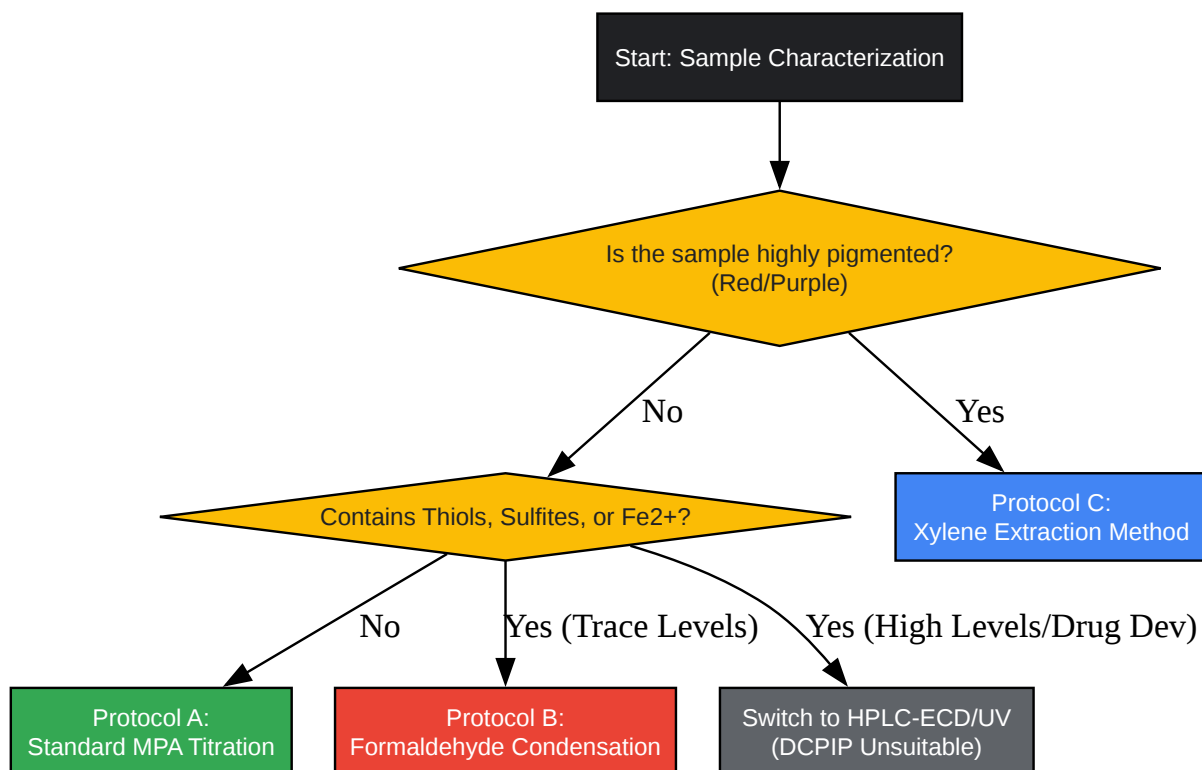 Start: Sample Characterization
Is the sample highly pigmented?
(Red/Purple)
No
Yes
Contains Thiols, Sulfites, or Fe2+?
Protocol C:
Xylene Extraction Method
No
Yes (Trace Levels)
Yes (High Levels/Drug Dev)
Protocol A:
Standard MPA Titration
Protocol B:
Formaldehyde Condensation
Switch to HPLC-ECD/UV
(DCPIP Unsuitable)